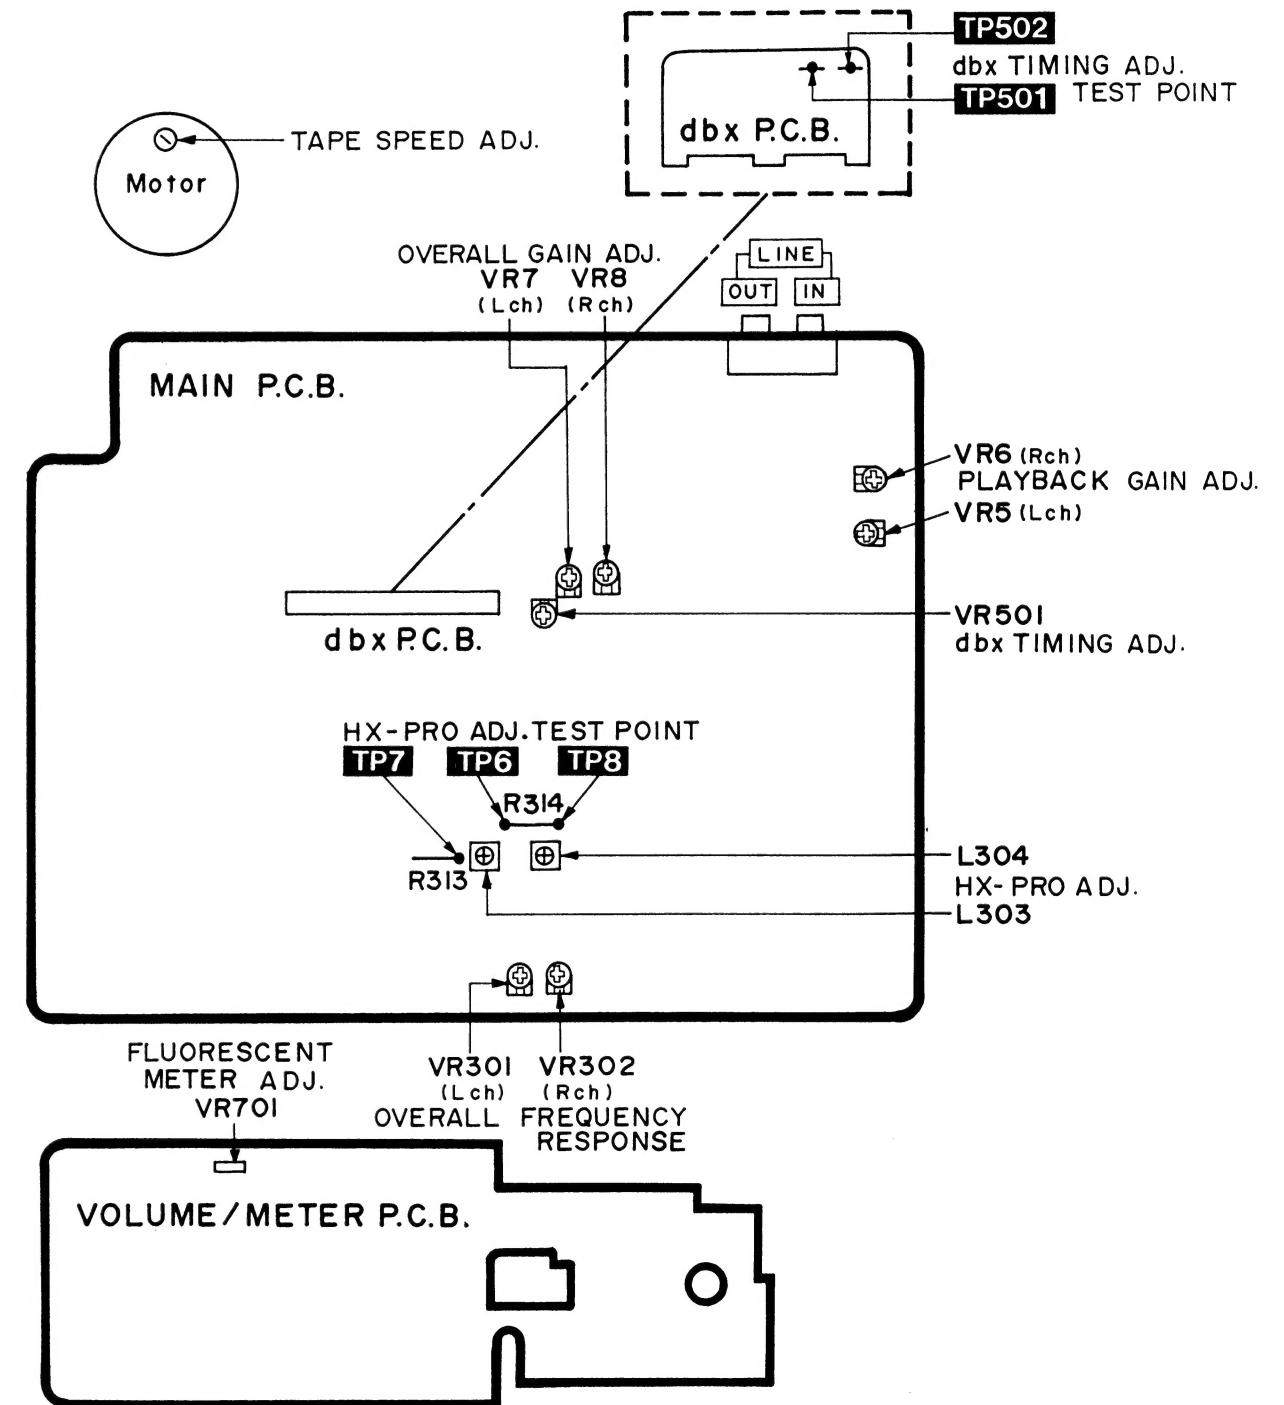 TP502
dbx TIMING ADJ.
TP501 TEST POINT
dbx P.C.B.
TAPE SPEED ADJ.
Motor
OVERALL GAIN ADJ.
VR7 VR8
(Lch) (Rch)
LINE
OUT IN
MAIN P.C.B.
VR6 (Rch)
PLAYBACK GAIN ADJ.
VR5 (Lch)
dbx P.C.B.
VR501
dbx TIMING ADJ.
HX-PRO ADJ. TEST POINT
TP7 TP6 TP8
R314
R313
L304
HX-PRO ADJ.
L303
FLUORESCENT
METER ADJ.
VR701
VR301 VR302
(Lch) (Rch)
OVERALL FREQUENCY
RESPONSE
VOLUME/METER P.C.B.